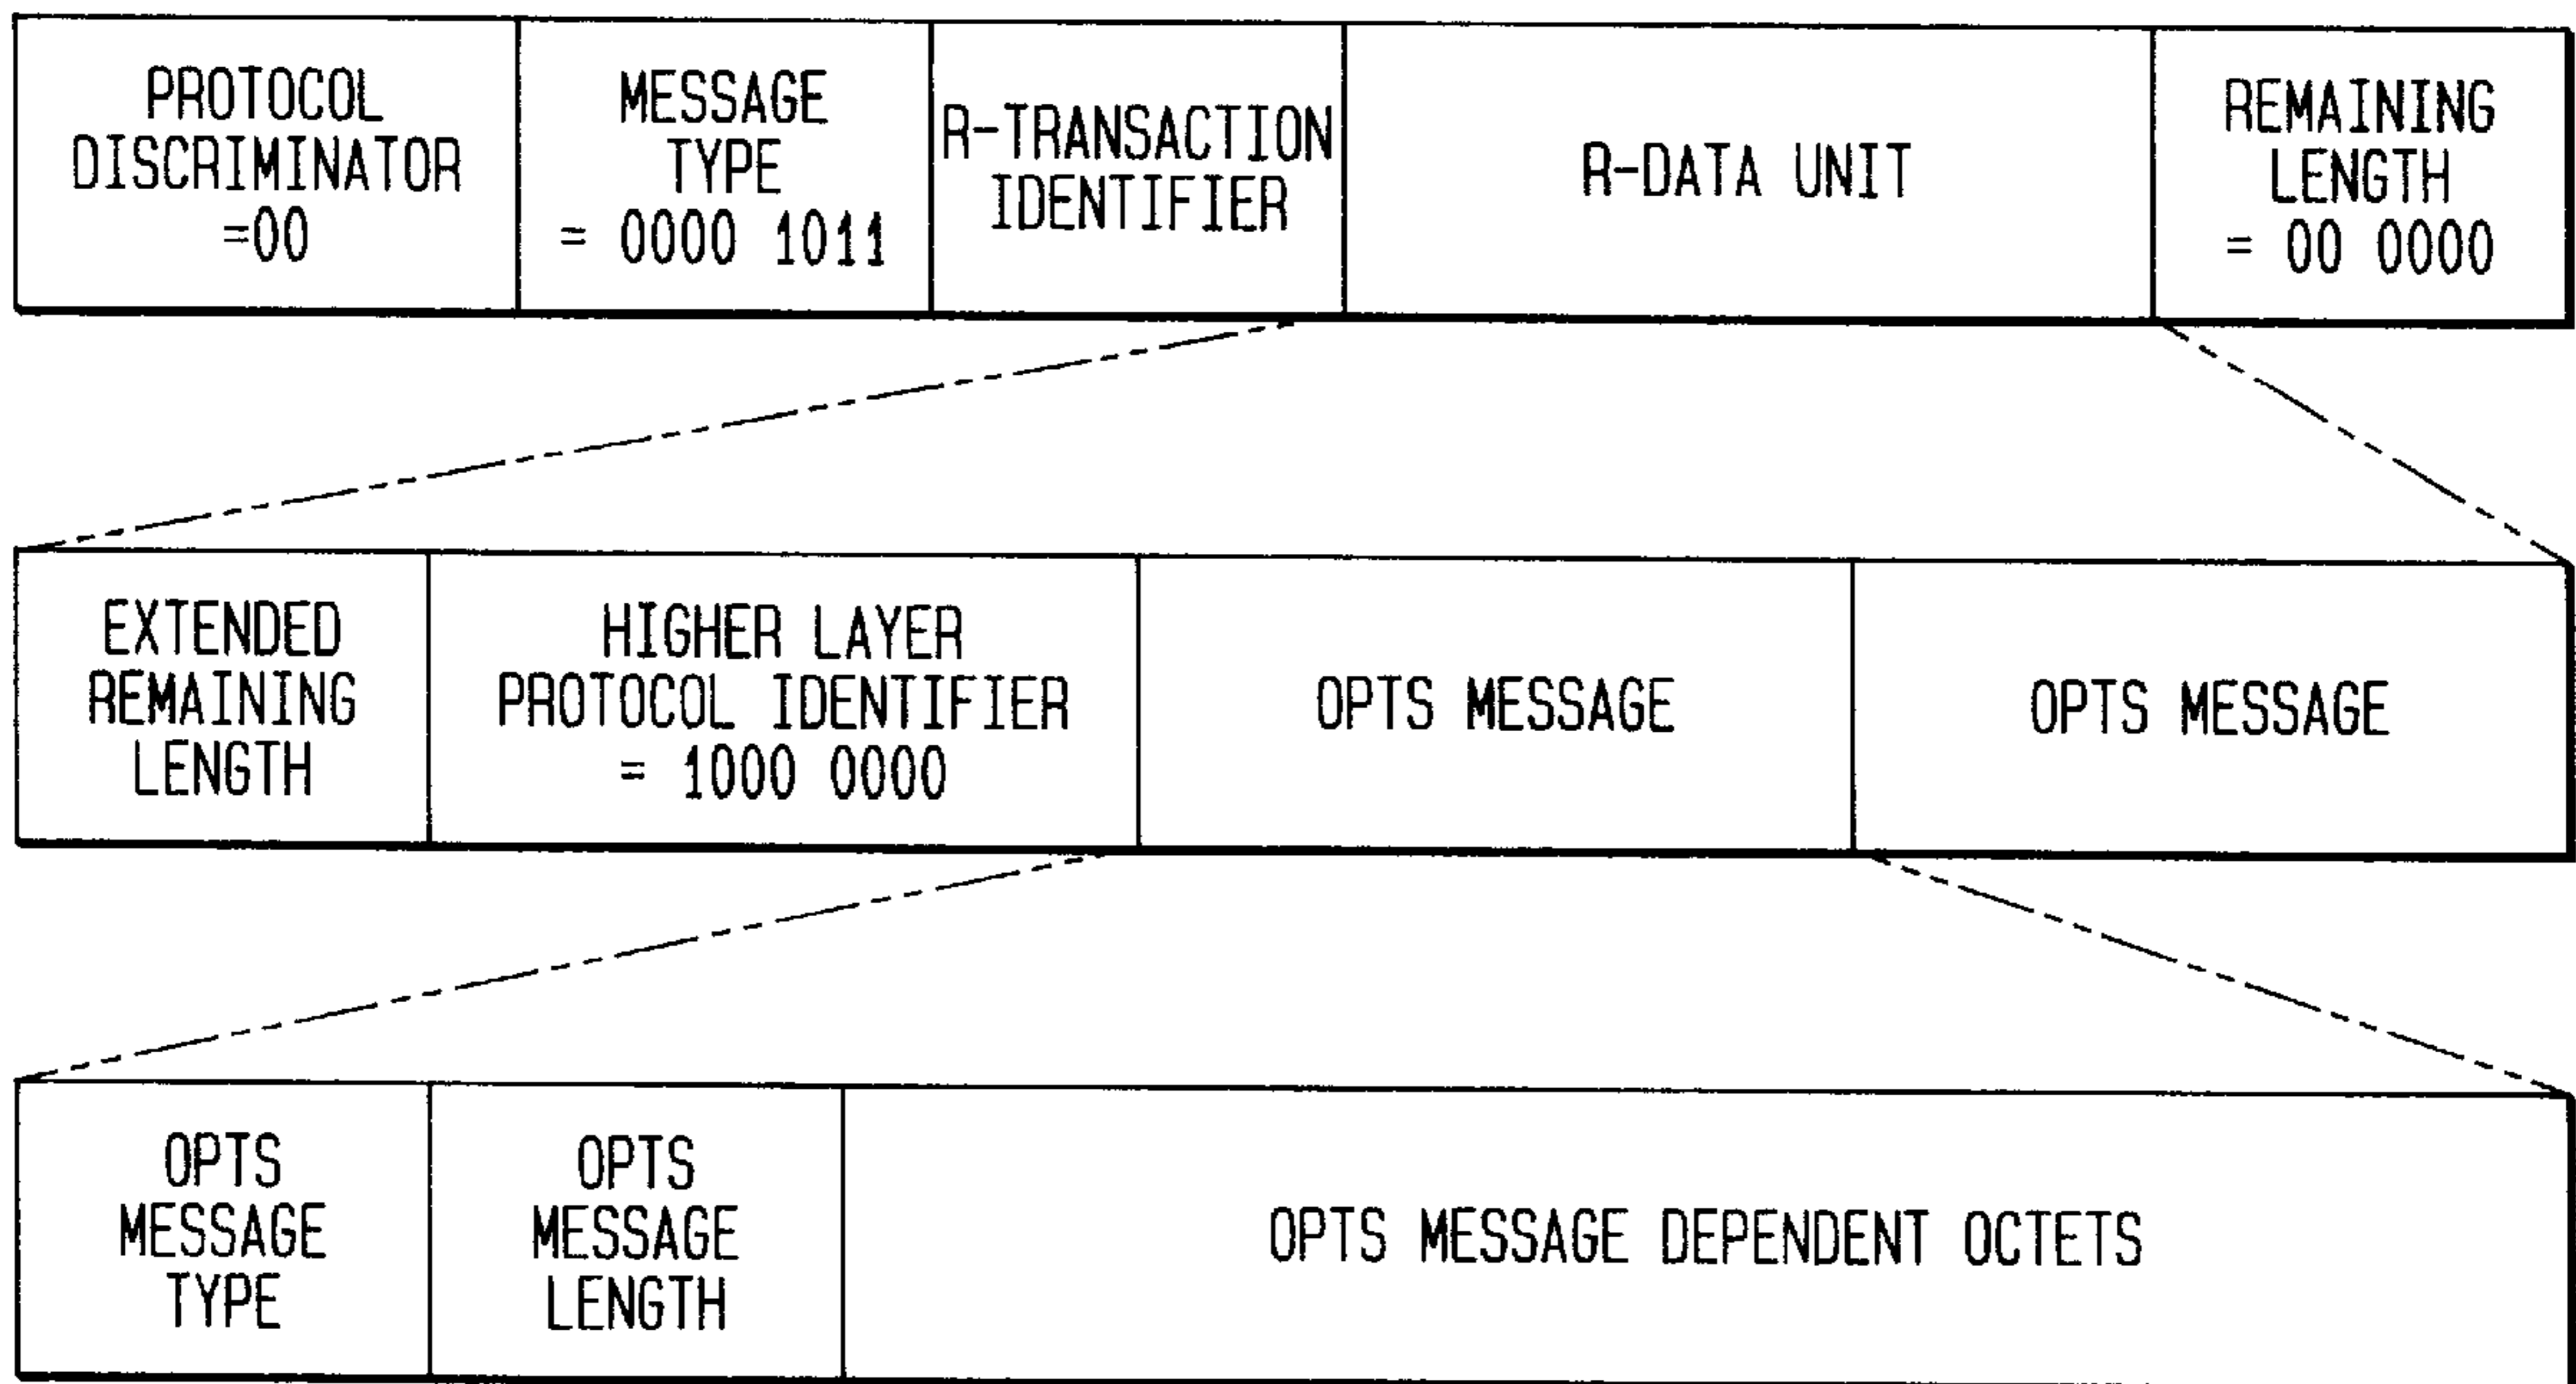 PROTOCOL
DISCRIMINATOR
=00
MESSAGE
TYPE
= 0000 1011
R-TRANSACTION
IDENTIFIER
R-DATA UNIT
REMAINING
LENGTH
= 00 0000
EXTENDED
REMAINING
LENGTH
HIGHER LAYER
PROTOCOL IDENTIFIER
= 1000 0000
OPTS MESSAGE
OPTS MESSAGE
OPTS
MESSAGE
TYPE
OPTS
MESSAGE
LENGTH
OPTS MESSAGE DEPENDENT OCTETS